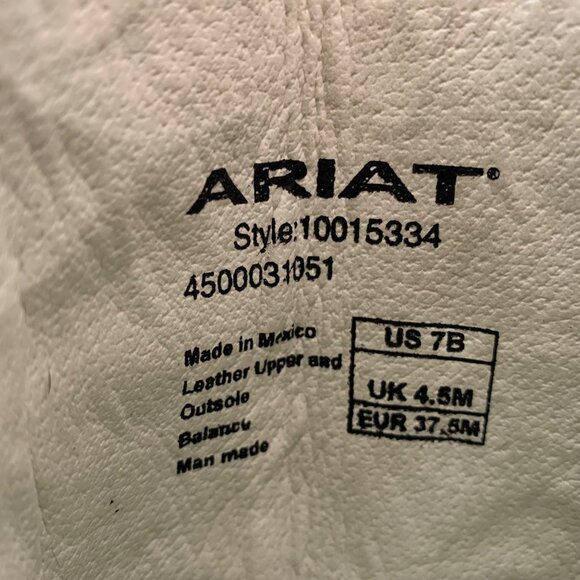 ARIAT®
Style:10015334
4500031051
Made in Mexico
Leather Upper and
Outsole
Balance
Man made
US 7B
UK 4.5M
EUR 37.5M